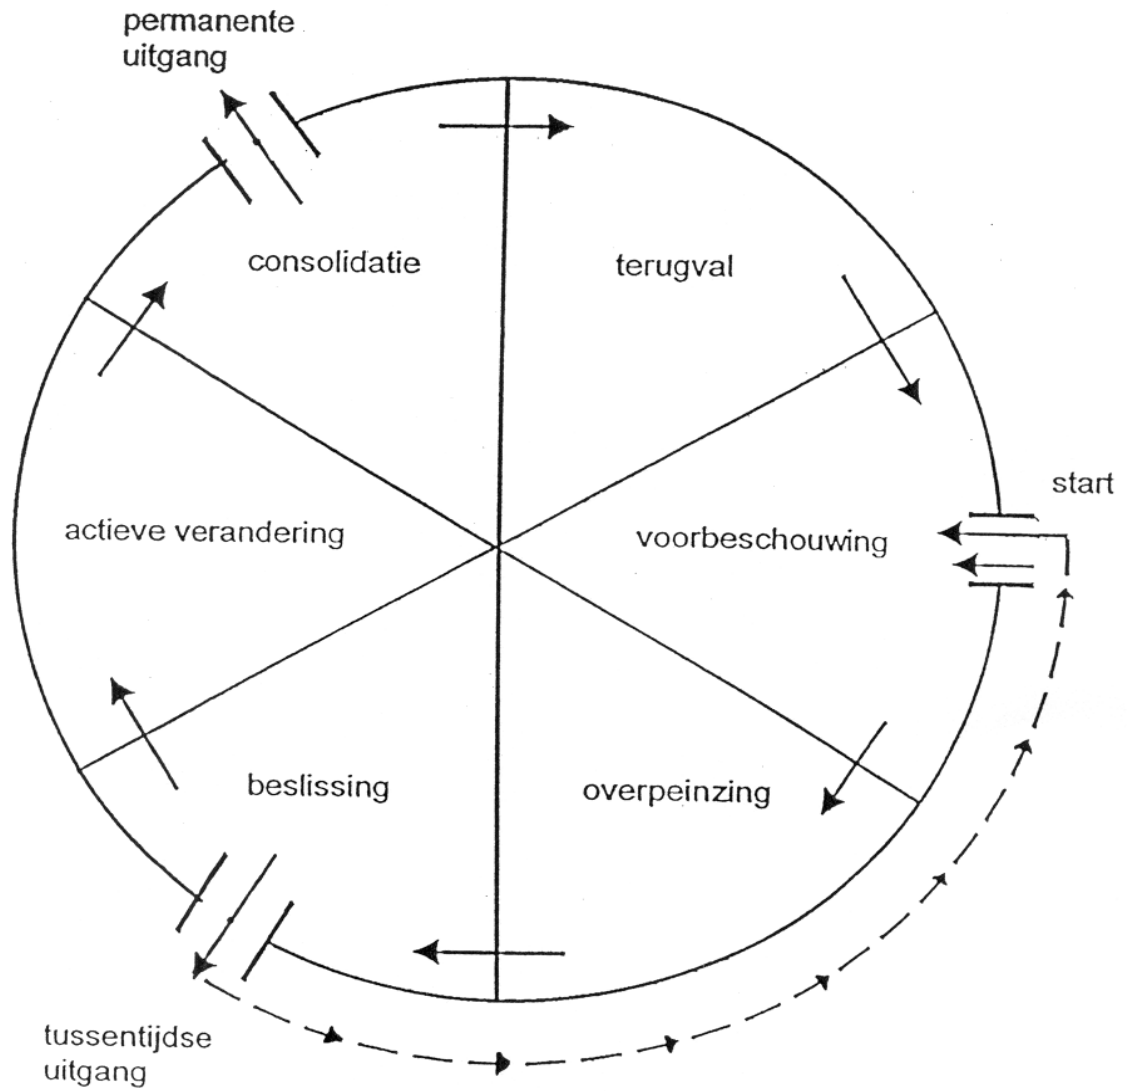 permanente
uitgang
consolidatie
terugval
start
actieve verandering
voorbeschouwing
beslissing
overpeinzing
tussentijdse
uitgang